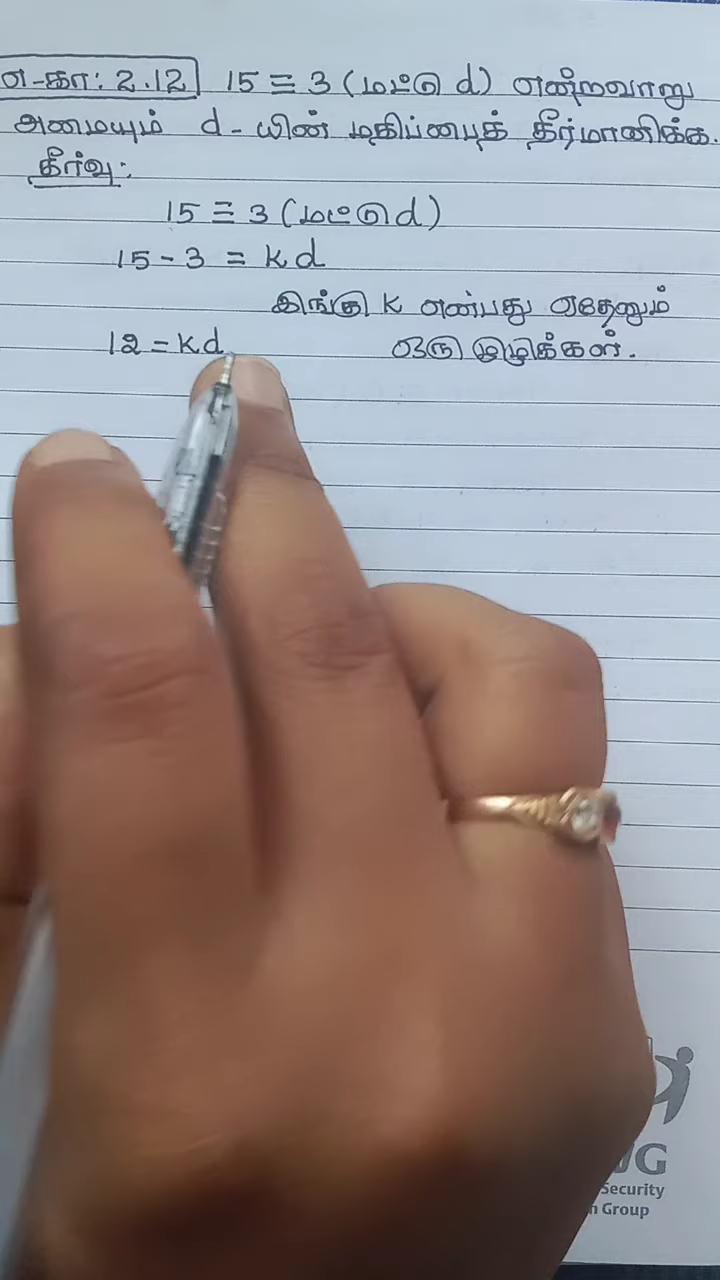 எ-கா: 2.12 15 ≡ 3 (மட்டு d) என்றவாறு
அமையும் d-யின் மதிப்பைத் தீர்மானிக்க.
தீர்வு:
15 ≡ 3 (மட்டு d)
15 - 3 = kd
இங்கு k என்பது ஏதேனும்
12 = kd ஒரு முழுக்கள்.
Security
Group